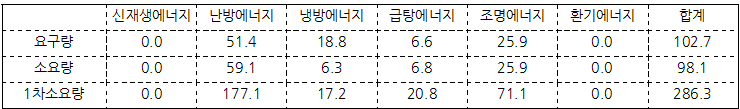 신재생에너지 난방에너지 냉방에너지 급탕에너지 조명에너지 환기에너지 합계
요구량 0.0 51.4 18.8 6.6 25.9 0.0 102.7
소요량 0.0 59.1 6.3 6.8 25.9 0.0 98.1
1차소요량 0.0 177.1 17.2 20.8 71.1 0.0 286.3